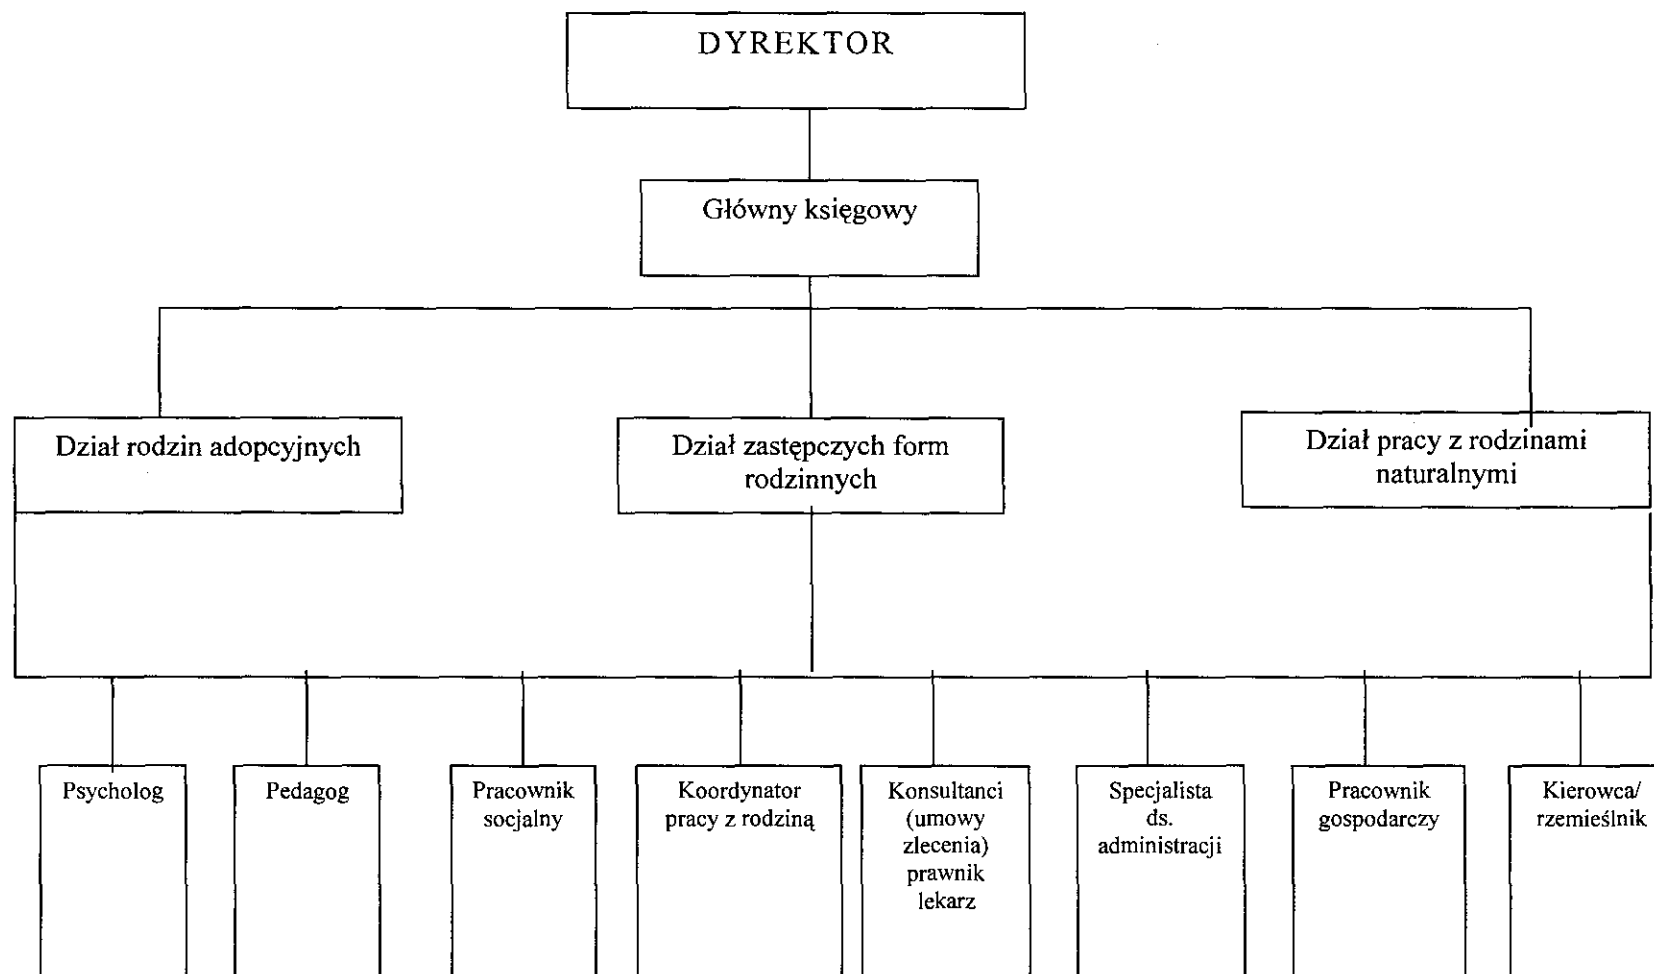 DYREKTOR
Główny księgowy
Dział rodzin adopcyjnych
Dział zastępczych form
rodzinnych
Dział pracy z rodzinami
naturalnymi
Psycholog
Pedagog
Pracownik
socjalny
Koordynator
pracy z rodziną
Konsultanci
(umowy
zlecenia)
prawnik
lekarz
Specjalista
ds.
administracji
Pracownik
gospodarczy
Kierowca/
rzemieślnik